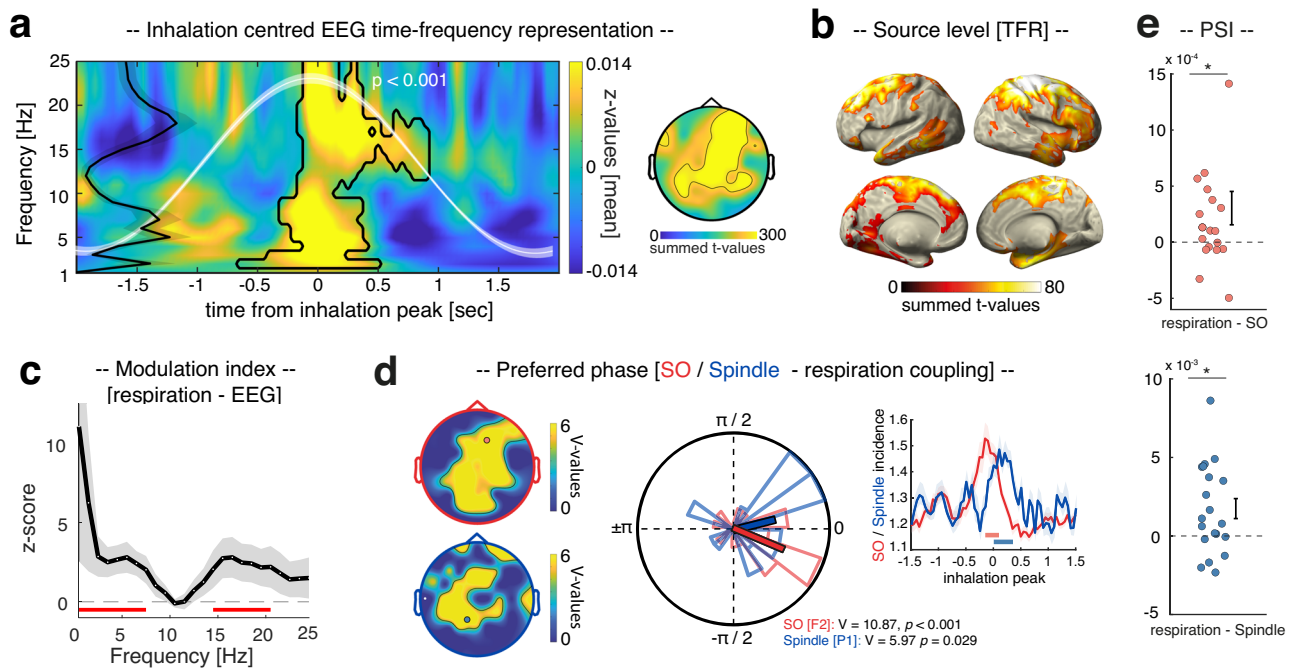 a
-- Inhalation centred EEG time-frequency representation --
25
20
15
10
5
1
Frequency [Hz]
p < 0.001
-1.5
-1
-0.5
0
0.5
1
1.5
time from inhalation peak [sec]
0.014
0
-0.014
z-values [mean]
0
300
summed t-values
b
-- Source level [TFR] --
0
80
summed t-values
e
-- PSI --
x 10-4
*
15
10
5
0
-5
respiration - SO
c
-- Modulation index --
[respiration - EEG]
10
5
0
z-score
0
5
10
15
20
25
Frequency [Hz]
d
-- Preferred phase [SO / Spindle - respiration coupling] --
6
0
V-values
6
0
V-values
π / 2
±π
0
-π / 2
1.6
1.5
1.4
1.3
1.2
1.1
SO / Spindle incidence
-1.5
-1
-0.5
0
0.5
1
1.5
inhalation peak
SO [F2]: V = 10.87, p < 0.001
Spindle [P1]: V = 5.97 p = 0.029
x 10-3
*
10
5
0
-5
respiration - Spindle